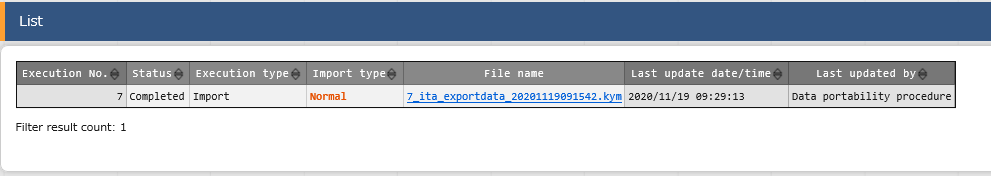 List
Execution No. Status Execution type Import type File name Last update date/time Last updated by
7 Completed Import Normal 7_ita_exportdata_20201119091542.kym 2020/11/19 09:29:13 Data portability procedure
Filter result count: 1